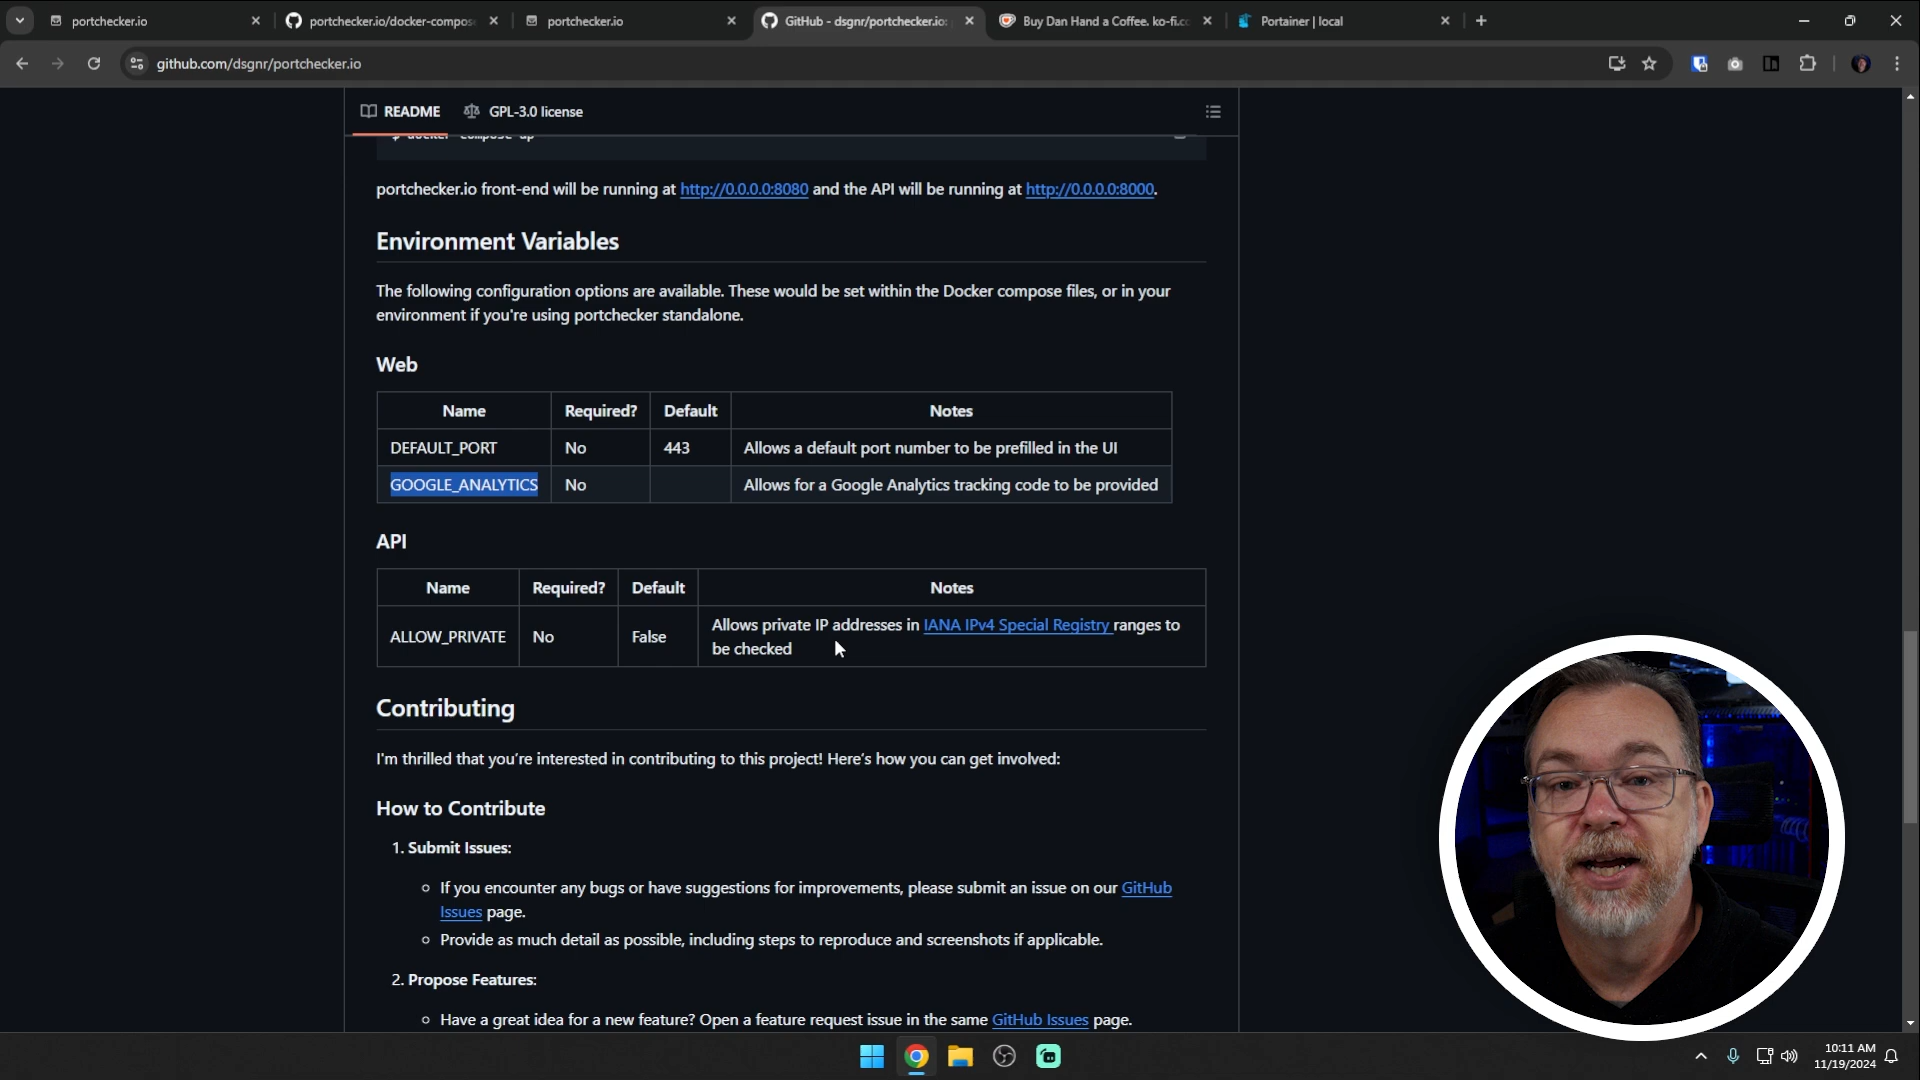 portchecker.io
portchecker.io/docker-compos
portchecker.io
GitHub - dsgnr/portchecker.io:
Buy Dan Hand a Coffee. ko-fi.c
Portainer | local
github.com/dsgnr/portchecker.io
README
GPL-3.0 license
portchecker.io front-end will be running at http://0.0.0.0:8080 and the API will be running at http://0.0.0.0:8000.
Environment Variables
The following configuration options are available. These would be set within the Docker compose files, or in your
environment if you're using portchecker standalone.
Web
Name Required? Default Notes
DEFAULT_PORT No 443 Allows a default port number to be prefilled in the UI
GOOGLE_ANALYTICS No Allows for a Google Analytics tracking code to be provided
API
Name Required? Default Notes
ALLOW_PRIVATE No False Allows private IP addresses in IANA IPv4 Special Registry ranges to
be checked
Contributing
I'm thrilled that you're interested in contributing to this project! Here's how you can get involved:
How to Contribute
1. Submit Issues:
If you encounter any bugs or have suggestions for improvements, please submit an issue on our GitHub
Issues page.
Provide as much detail as possible, including steps to reproduce and screenshots if applicable.
2. Propose Features:
Have a great idea for a new feature? Open a feature request issue in the same GitHub Issues page.
10:11 AM
11/19/2024